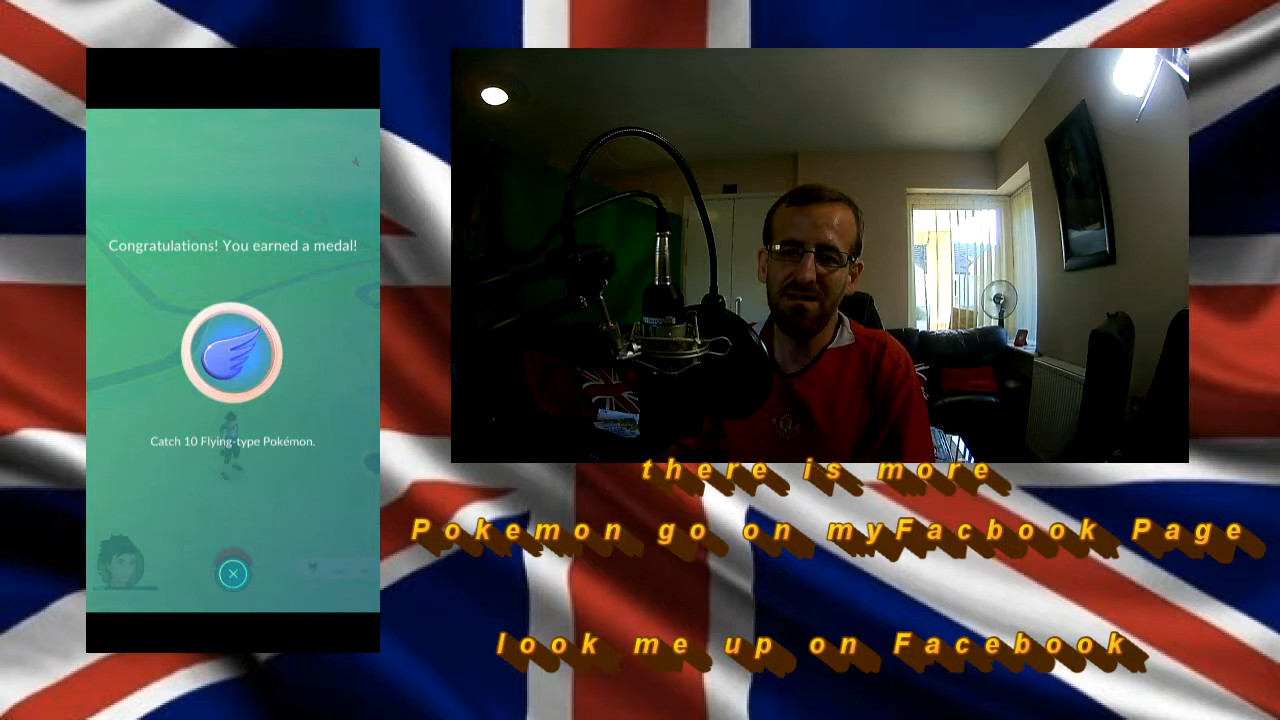 Congratulations! You earned a medal!
Catch 10 Flying-type Pokémon.
there is more
Pokemon go on myFacbook Page
look me up on Facebook